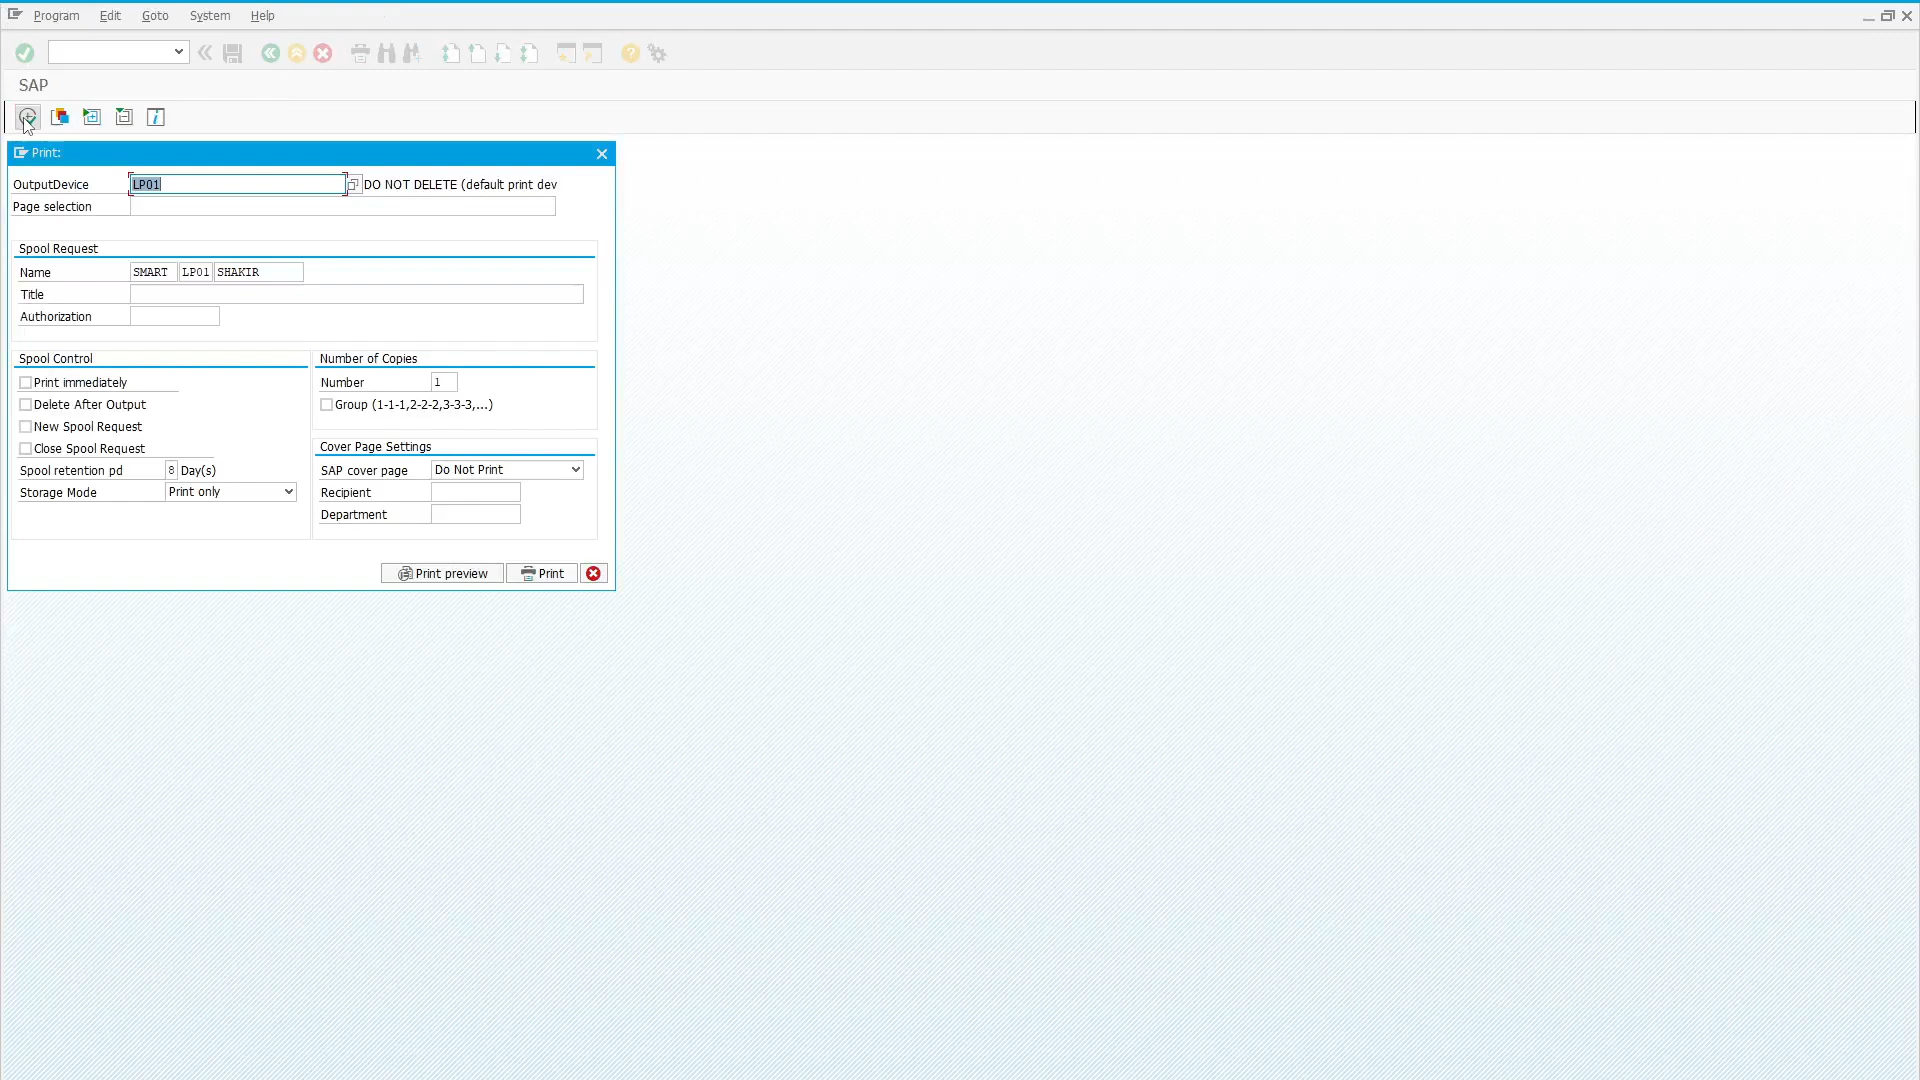 Program Edit Goto System Help
SAP
Print:
OutputDevice LP01 DO NOT DELETE (default print dev
Page selection
Spool Request
Name SMART LP01 SHAKIR
Title
Authorization
Spool Control Number of Copies
Print immediately Number 1
Delete After Output Group (1-1-1,2-2-2,3-3-3,...)
New Spool Request
Close Spool Request Cover Page Settings
Spool retention pd 8 Day(s) SAP cover page Do Not Print
Storage Mode Print only Recipient
Department
Print preview Print